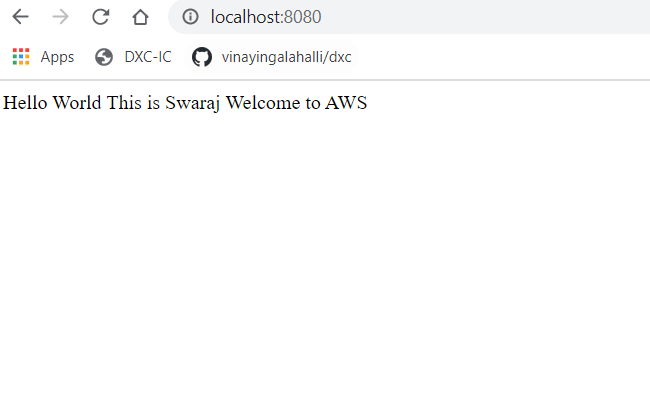 localhost:8080
Apps DXC-IC vinayingalahalli/dxc
Hello World This is Swaraj Welcome to AWS